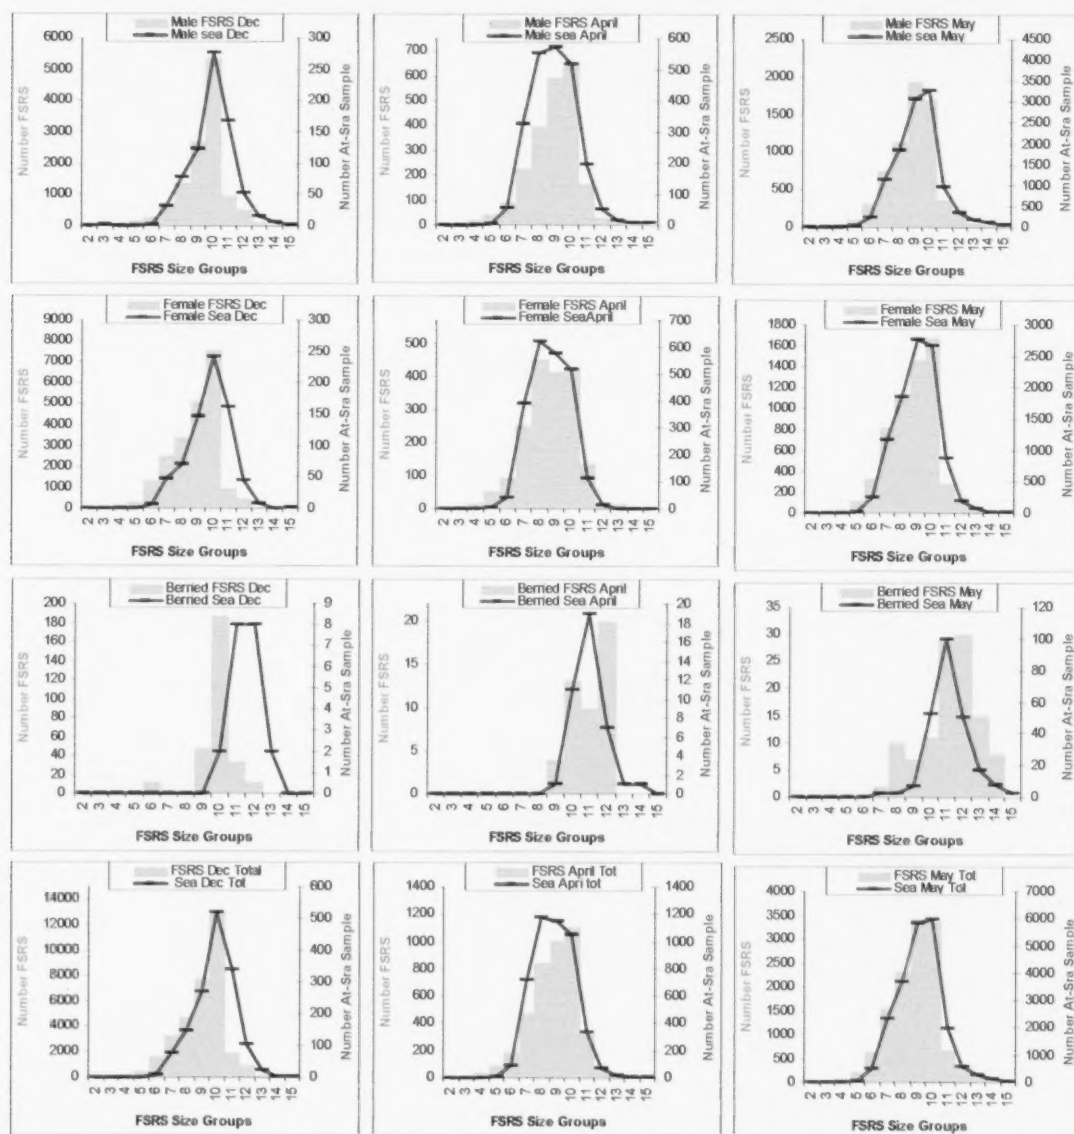 Male FSRS Dec
Male sea Dec
6000
5000
4000
3000
2000
1000
0
300
250
200
150
100
50
0
Number FSRS
Number At-Sra Sample
2 3 4 5 6 7 8 9 10 11 12 13 14 15
FSRS Size Groups
Male FSRS April
Male sea April
700
600
500
400
300
200
100
0
600
500
400
300
200
100
0
Number FSRS
Number At-Sra Sample
2 3 4 5 6 7 8 9 10 11 12 13 14 15
FSRS Size Groups
Male FSRS May
Male sea May
2500
2000
1500
1000
500
0
4500
4000
3500
3000
2500
2000
1500
1000
500
0
Number FSRS
Number At-Sra Sample
2 3 4 5 6 7 8 9 10 11 12 13 14 15
FSRS Size Groups
Female FSRS Dec
Female Sea Dec
9000
8000
7000
6000
5000
4000
3000
2000
1000
0
300
250
200
150
100
50
0
Number FSRS
Number At-Sra Sample
2 3 4 5 6 7 8 9 10 11 12 13 14 15
FSRS Size Groups
Female FSRS April
Female SeaApril
500
400
300
200
100
0
700
600
500
400
300
200
100
0
Number FSRS
Number At-Sra Sample
2 3 4 5 6 7 8 9 10 11 12 13 14 15
FSRS Size Groups
Female FSRS May
Female Sea May
1800
1600
1400
1200
1000
800
600
400
200
0
3000
2500
2000
1500
1000
500
0
Number FSRS
Number At-Sra Sample
2 3 4 5 6 7 8 9 10 11 12 13 14 15
FSRS Size Groups
Berried FSRS Dec
Berried Sea Dec
200
180
160
140
120
100
80
60
40
20
0
9
8
7
6
5
4
3
2
1
0
Number FSRS
Number At-Sra Sample
2 3 4 5 6 7 8 9 10 11 12 13 14 15
FSRS Size Groups
Berried FSRS April
Berried Sea April
20
15
10
5
0
20
18
16
14
12
10
8
6
4
2
0
Number FSRS
Number At-Sra Sample
2 3 4 5 6 7 8 9 10 11 12 13 14 15
FSRS Size Groups
Berried FSRS May
Berried Sea May
35
30
25
20
15
10
5
0
120
100
80
60
40
20
0
Number FSRS
Number At-Sra Sample
2 3 4 5 6 7 8 9 10 11 12 13 14 15
FSRS Size Groups
FSRS Dec Total
Sea Dec Tot
14000
12000
10000
8000
6000
4000
2000
0
600
500
400
300
200
100
0
Number FSRS
Number At-Sra Sample
2 3 4 5 6 7 8 9 10 11 12 13 14 15
FSRS Size Groups
FSRS April Tot
Sea Apri tot
1400
1200
1000
800
600
400
200
0
1400
1200
1000
800
600
400
200
0
Number FSRS
Number At-Sra Sample
2 3 4 5 6 7 8 9 10 11 12 13 14 15
FSRS Size Groups
FSRS May Tot
Sea May Tot
4000
3500
3000
2500
2000
1500
1000
500
0
7000
6000
5000
4000
3000
2000
1000
0
Number FSRS
Number At-Sra Sample
2 3 4 5 6 7 8 9 10 11 12 13 14 15
FSRS Size Groups